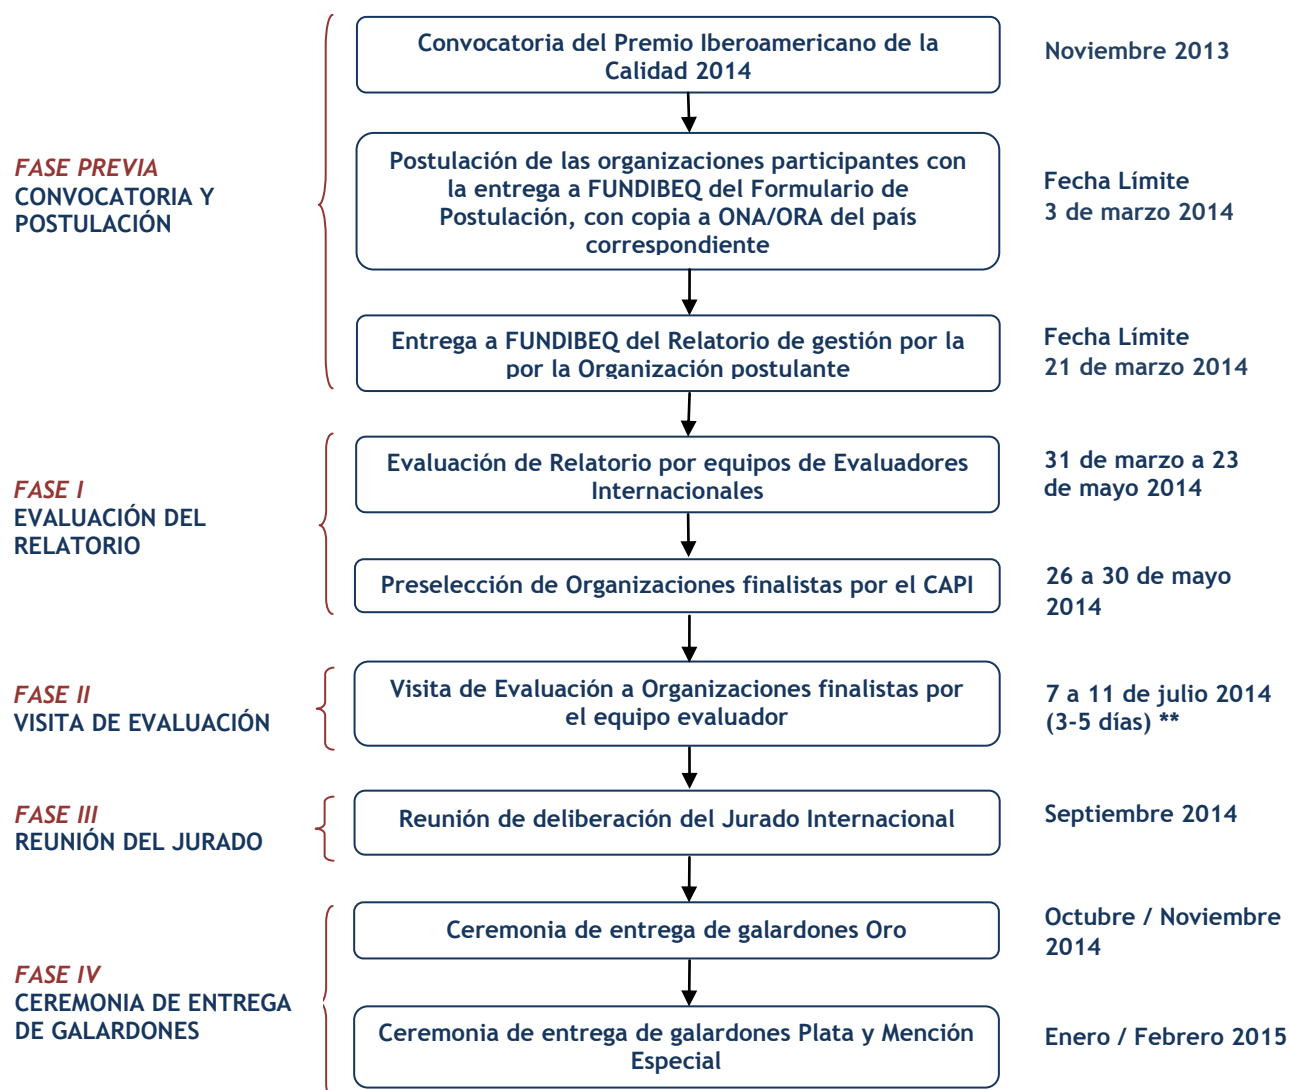 Convocatoria del Premio Iberoamericano de la
Calidad 2014
Noviembre 2013
FASE PREVIA
CONVOCATORIA Y
POSTULACIÓN
Postulación de las organizaciones participantes con
la entrega a FUNDIBEQ del Formulario de
Postulación, con copia a ONA/ORA del país
correspondiente
Fecha Límite
3 de marzo 2014
Entrega a FUNDIBEQ del Relatorio de gestión por la
por la Organización postulante
Fecha Límite
21 de marzo 2014
FASE I
EVALUACIÓN DEL
RELATORIO
Evaluación de Relatorio por equipos de Evaluadores
Internacionales
31 de marzo a 23
de mayo 2014
Preselección de Organizaciones finalistas por el CAPI
26 a 30 de mayo
2014
FASE II
VISITA DE EVALUACIÓN
Visita de Evaluación a Organizaciones finalistas por
el equipo evaluador
7 a 11 de julio 2014
(3-5 días) **
FASE III
REUNIÓN DEL JURADO
Reunión de deliberación del Jurado Internacional
Septiembre 2014
FASE IV
CEREMONIA DE ENTREGA
DE GALARDONES
Ceremonia de entrega de galardones Oro
Octubre / Noviembre
2014
Ceremonia de entrega de galardones Plata y Mención
Especial
Enero / Febrero 2015